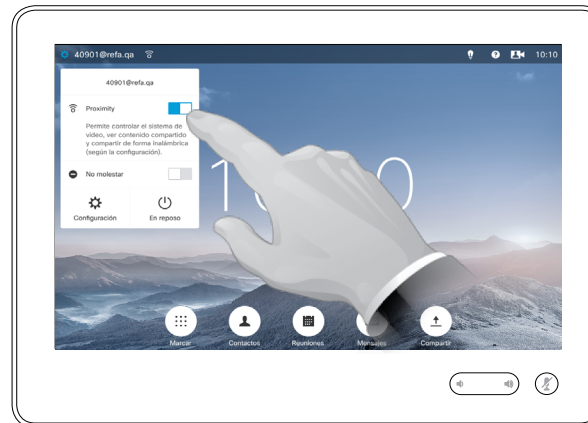 40901@refa.qa
10:10
40901@refa.qa
Proximity
Permite controlar el sistema de
vídeo, ver contenido compartido
y compartir de forma inalámbrica
(según la configuración).
No molestar
Configuración
En reposo
Marcar
Contactos
Reuniones
Mensajes
Compartir